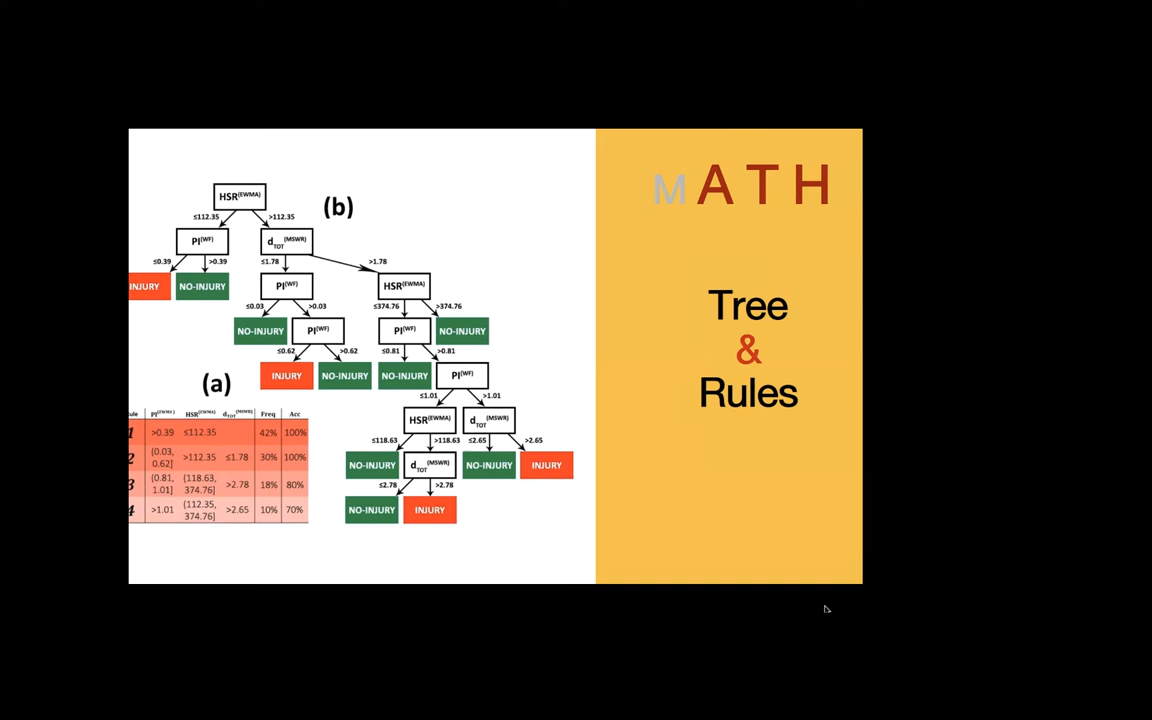 MATH
Tree
&
Rules
(b)
HSR(EWMA)
≤112.35 >112.35
PI(WF) dTOT(MSWR)
≤0.39 >0.39 ≤1.78 >1.78
INJURY NO-INJURY PI(WF) HSR(EWMA)
≤0.03 >0.03 ≤374.76 >374.76
NO-INJURY PI(WF) PI(WF) NO-INJURY
≤0.62 >0.62 ≤0.81 >0.81
INJURY NO-INJURY NO-INJURY PI(WF)
≤1.01 >1.01
HSR(EWMA) dTOT(MSWR)
≤118.63 >118.63 ≤2.65 >2.65
NO-INJURY dTOT(MSWR) NO-INJURY INJURY
≤2.78 >2.78
NO-INJURY INJURY
(a)
ule PI(EWMA) HSR(EWMA) dTOT(MSWR) Freq Acc
1 >0.39 ≤112.35 42% 100%
2 (0.03, 0.62] >112.35 ≤1.78 30% 100%
3 (0.81, 1.01] (118.63, 374.76] >2.78 18% 80%
4 >1.01 (112.35, 374.76] >2.65 10% 70%